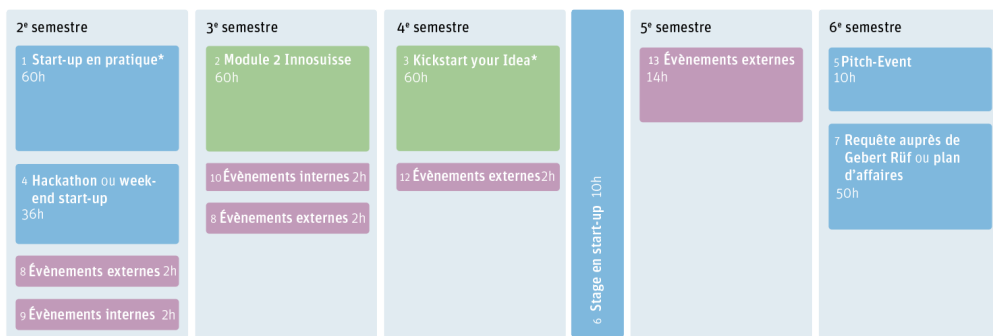 2e semestre
1 Start-up en pratique*
60h
4 Hackathon ou week-
end start-up
36h
8 Évènements externes 2h
9 Évènements internes 2h
3e semestre
2 Module 2 Innosuisse
60h
10 Évènements internes 2h
8 Évènements externes 2h
4e semestre
3 Kickstart your Idea*
60h
12 Évènements externes 2h
6 Stage en start-up 10h
5e semestre
13 Évènements externes
14h
6e semestre
5 Pitch-Event
10h
7 Requête auprès de
Gebert Rüf ou plan
d’affaires
50h